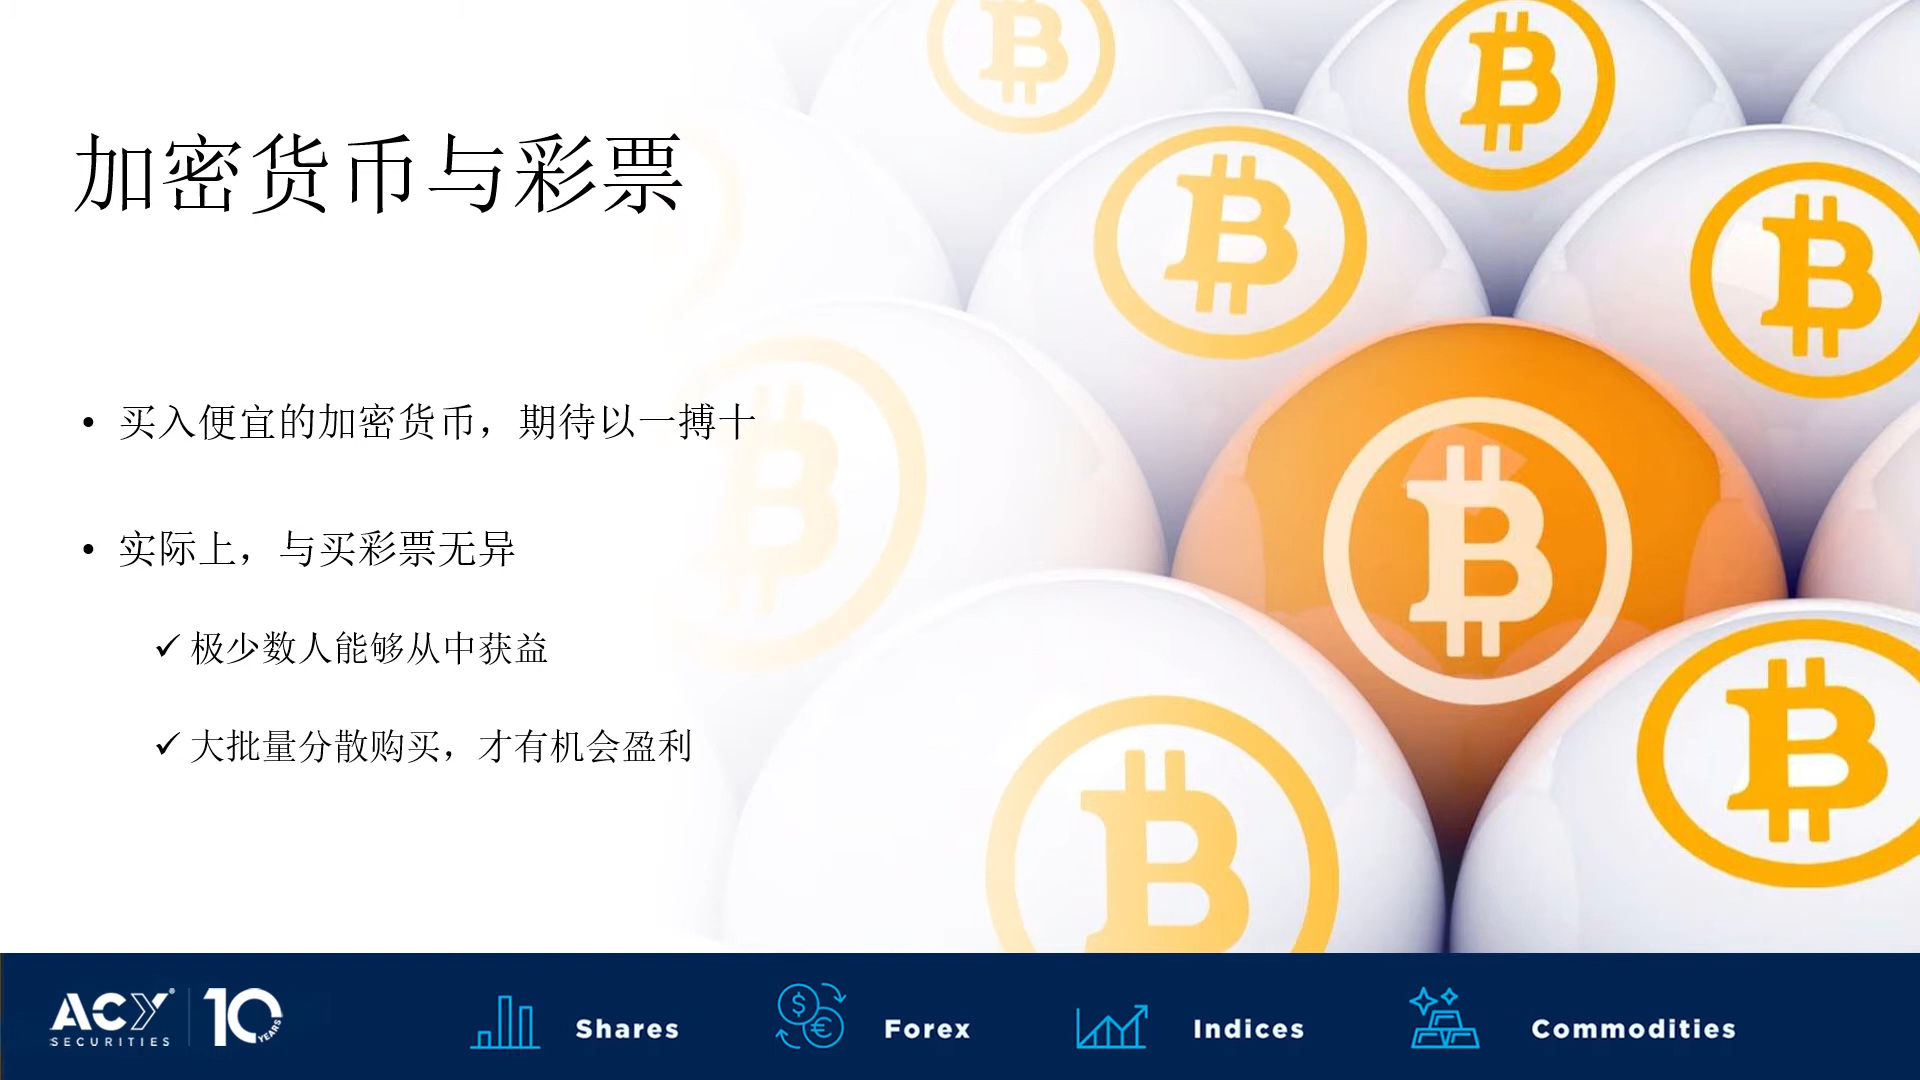 加密货币与彩票
• 买入便宜的加密货币，期待以一搏十
• 实际上，与买彩票无异
✓ 极少数人能够从中获益
✓ 大批量分散购买，才有机会盈利
ACY® SECURITIES 10 YEARS
Shares
Forex
Indices
Commodities